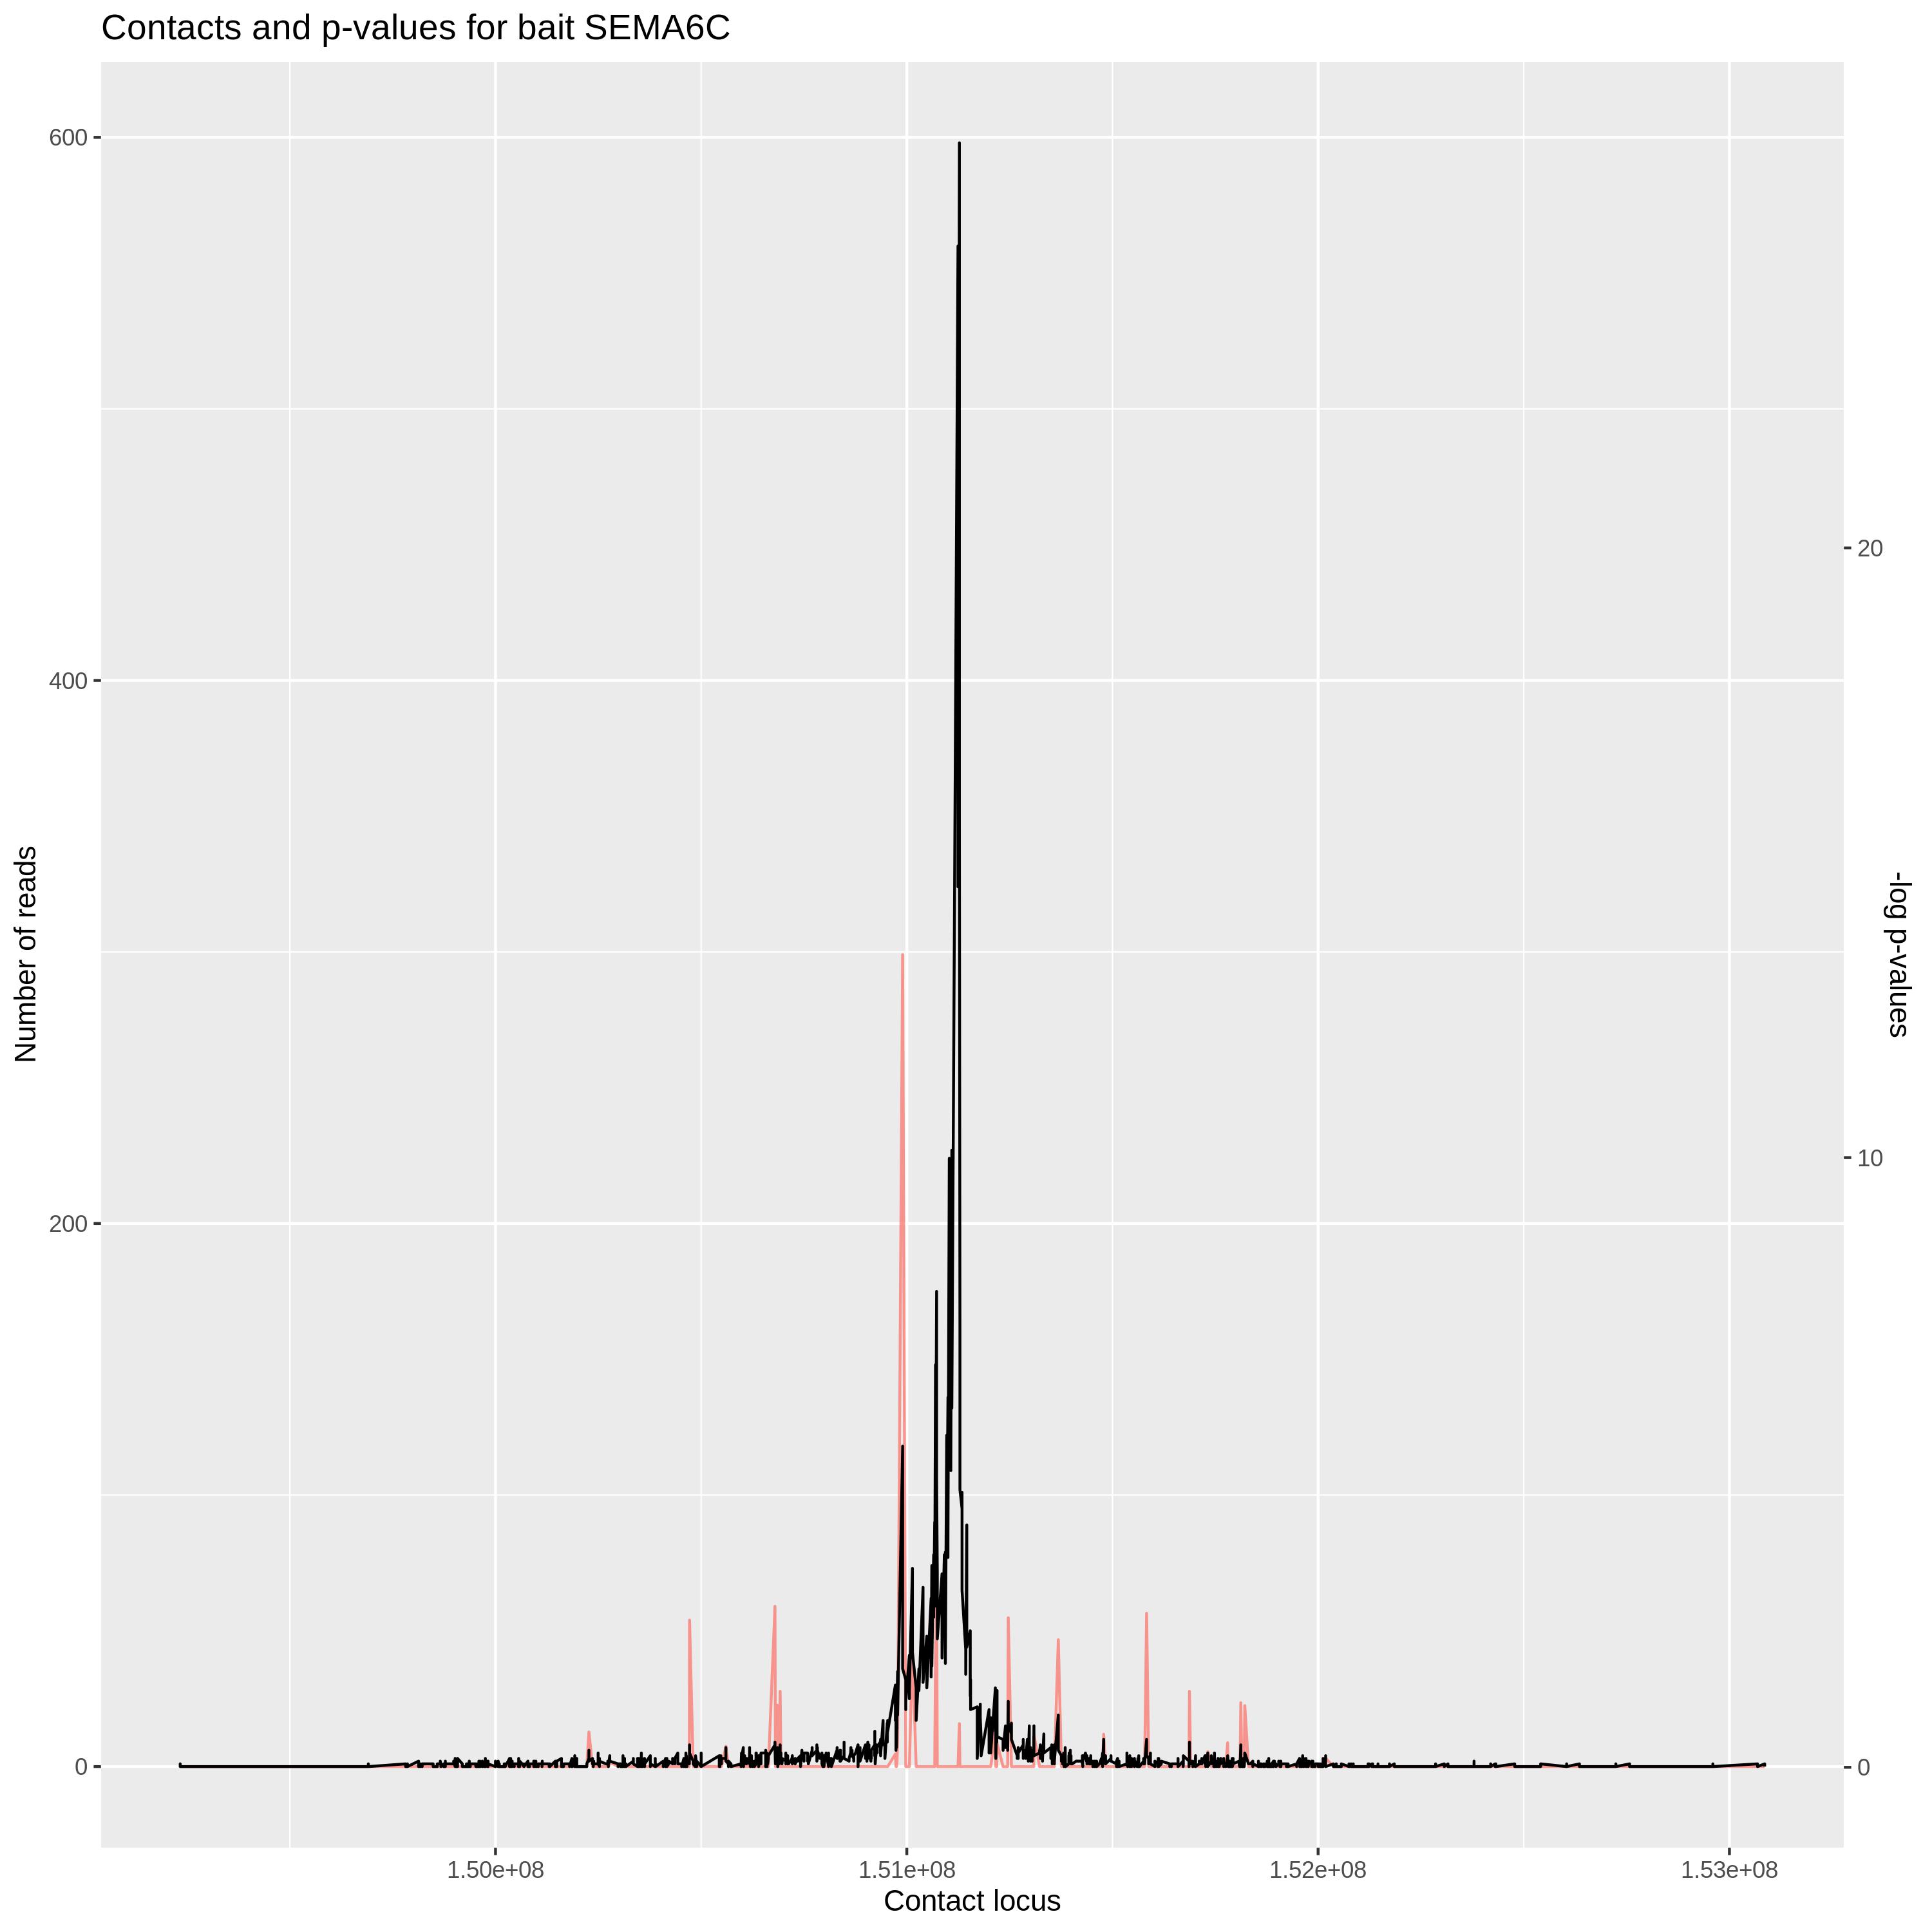 Contacts and p-values for bait SEMA6C
600
400
200
0
Number of reads
20
10
0
-log p-values
1.50e+08
1.51e+08
1.52e+08
1.53e+08
Contact locus